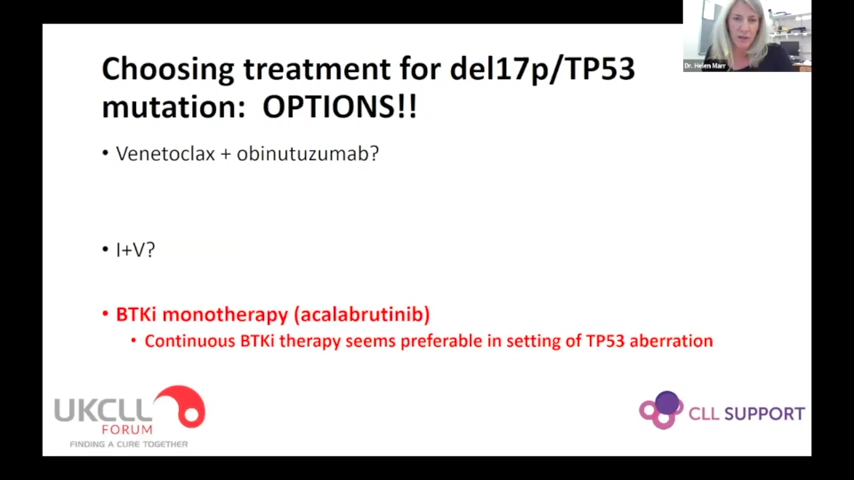 Dr. Helen Marr
Choosing treatment for del17p/TP53
mutation: OPTIONS!!
• Venetoclax + obinutuzumab?
• I+V?
• BTKi monotherapy (acalabrutinib)
• Continuous BTKi therapy seems preferable in setting of TP53 aberration
UKCLL
FORUM
FINDING A CURE TOGETHER
CLL SUPPORT